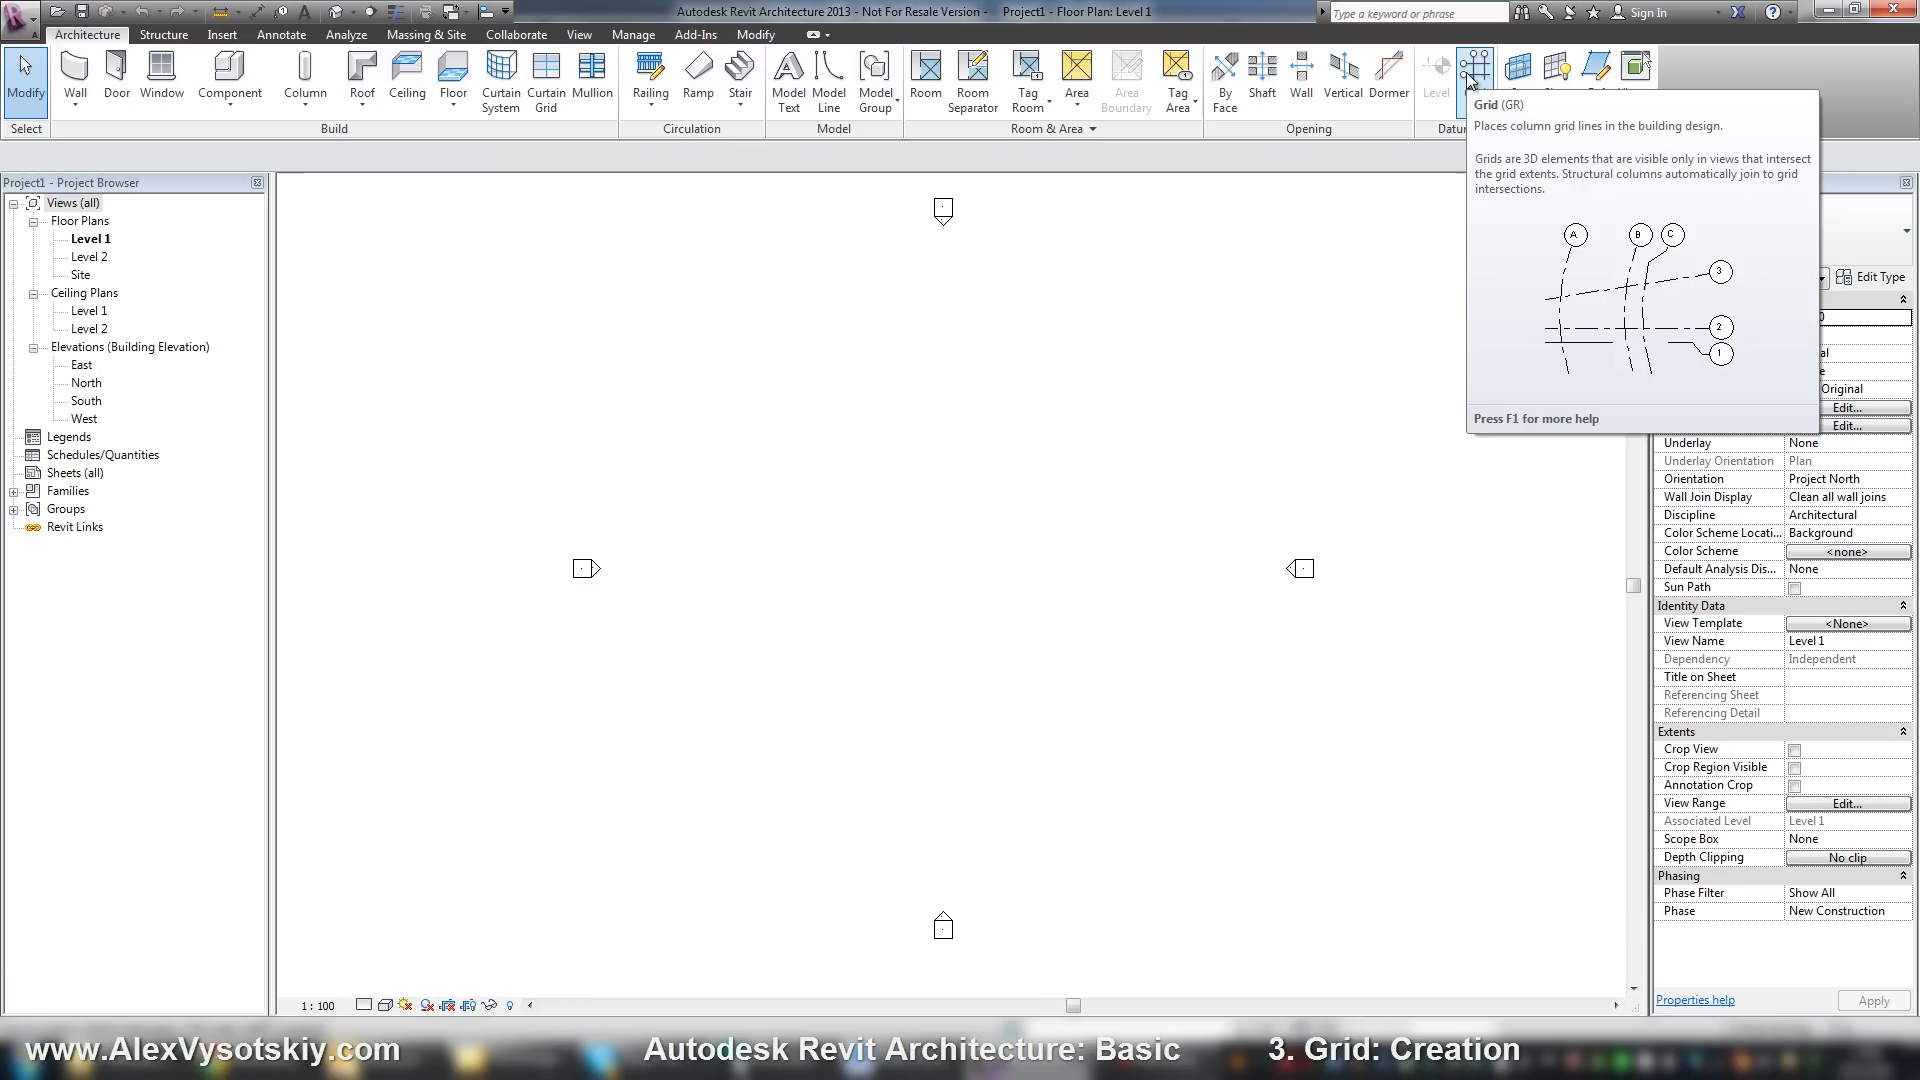 Autodesk Revit Architecture 2013 - Not For Resale Version - Project1 - Floor Plan: Level 1
Type a keyword or phrase
Sign In
Architecture Structure Insert Annotate Analyze Massing & Site Collaborate View Manage Add-Ins Modify
Modify Wall Door Window Component Column Roof Ceiling Floor Curtain System Curtain Grid Mullion Railing Ramp Stair Model Text Model Line Model Group Room Room Separator Tag Room Area Area Boundary Tag Area By Face Shaft Wall Vertical Dormer Level
Select Build Circulation Model Room & Area Opening Datu
Grid (GR)
Places column grid lines in the building design.
Grids are 3D elements that are visible only in views that intersect
the grid extents. Structural columns automatically join to grid
intersections.
A B C
3
2
1
Press F1 for more help
Project1 - Project Browser
Views (all)
Floor Plans
Level 1
Level 2
Site
Ceiling Plans
Level 1
Level 2
Elevations (Building Elevation)
East
North
South
West
Legends
Schedules/Quantities
Sheets (all)
Families
Groups
Revit Links
Edit Type
Original
Edit...
Edit...
Underlay None
Underlay Orientation Plan
Orientation Project North
Wall Join Display Clean all wall joins
Discipline Architectural
Color Scheme Locati... Background
Color Scheme <none>
Default Analysis Dis... None
Sun Path
Identity Data
View Template <None>
View Name Level 1
Dependency Independent
Title on Sheet
Referencing Sheet
Referencing Detail
Extents
Crop View
Crop Region Visible
Annotation Crop
View Range Edit...
Associated Level Level 1
Scope Box None
Depth Clipping No clip
Phasing
Phase Filter Show All
Phase New Construction
Properties help Apply
1 : 100
www.AlexVysotskiy.com Autodesk Revit Architecture: Basic 3. Grid: Creation